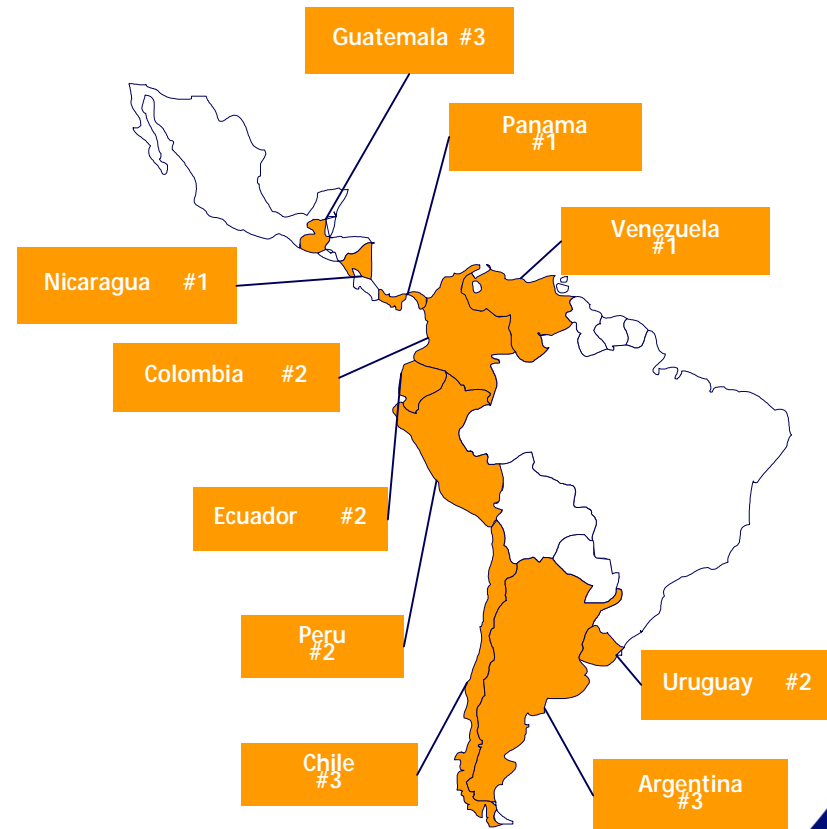 Guatemala #3
Panama
#1
Venezuela
#1
Nicaragua #1
Colombia #2
Ecuador #2
Peru
#2
Uruguay #2
Chile
#3
Argentina
#3